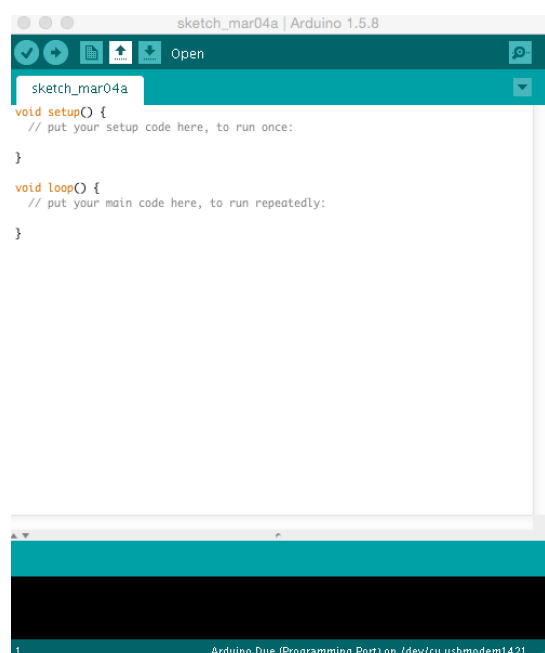 sketch_mar04a | Arduino 1.5.8
Open
sketch_mar04a
void setup() {
// put your setup code here, to run once:
}
void loop() {
// put your main code here, to run repeatedly:
}
1 Arduino Due (Programming Port) on /dev/cu.usbmodem1421